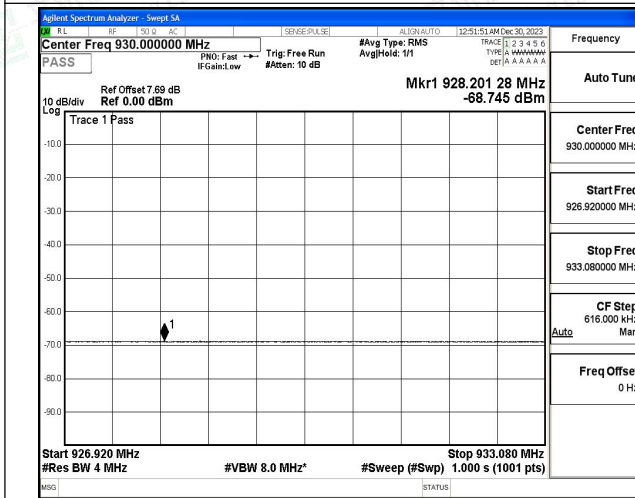 Agilent Spectrum Analyzer - Swept SA
RL RF 50 Ω AC SENSE:PULSE ALIGN AUTO 12:51:51 AM Dec 30, 2023
Center Freq 930.000000 MHz #Avg Type: RMS TRACE 1 2 3 4 5 6
PASS PNO: Fast Trig: Free Run Avg|Hold: 1/1 TYPE A WWWWW
IFGain:Low #Atten: 10 dB DET A A A A A A
Mkr1 928.201 28 MHz
Ref Offset 7.69 dB
10 dB/div Ref 0.00 dBm -68.745 dBm
Log
Trace 1 Pass
-10.0
-20.0
-30.0
-40.0
-50.0
-60.0
1
-70.0
-80.0
-90.0
Start 926.920 MHz Stop 933.080 MHz
#Res BW 4 MHz #VBW 8.0 MHz* #Sweep (#Swp) 1.000 s (1001 pts)
MSG STATUS
Frequency
Auto Tune
Center Freq
930.000000 MHz
Start Freq
926.920000 MHz
Stop Freq
933.080000 MHz
CF Step
616.000 kHz
Auto Man
Freq Offset
0 Hz